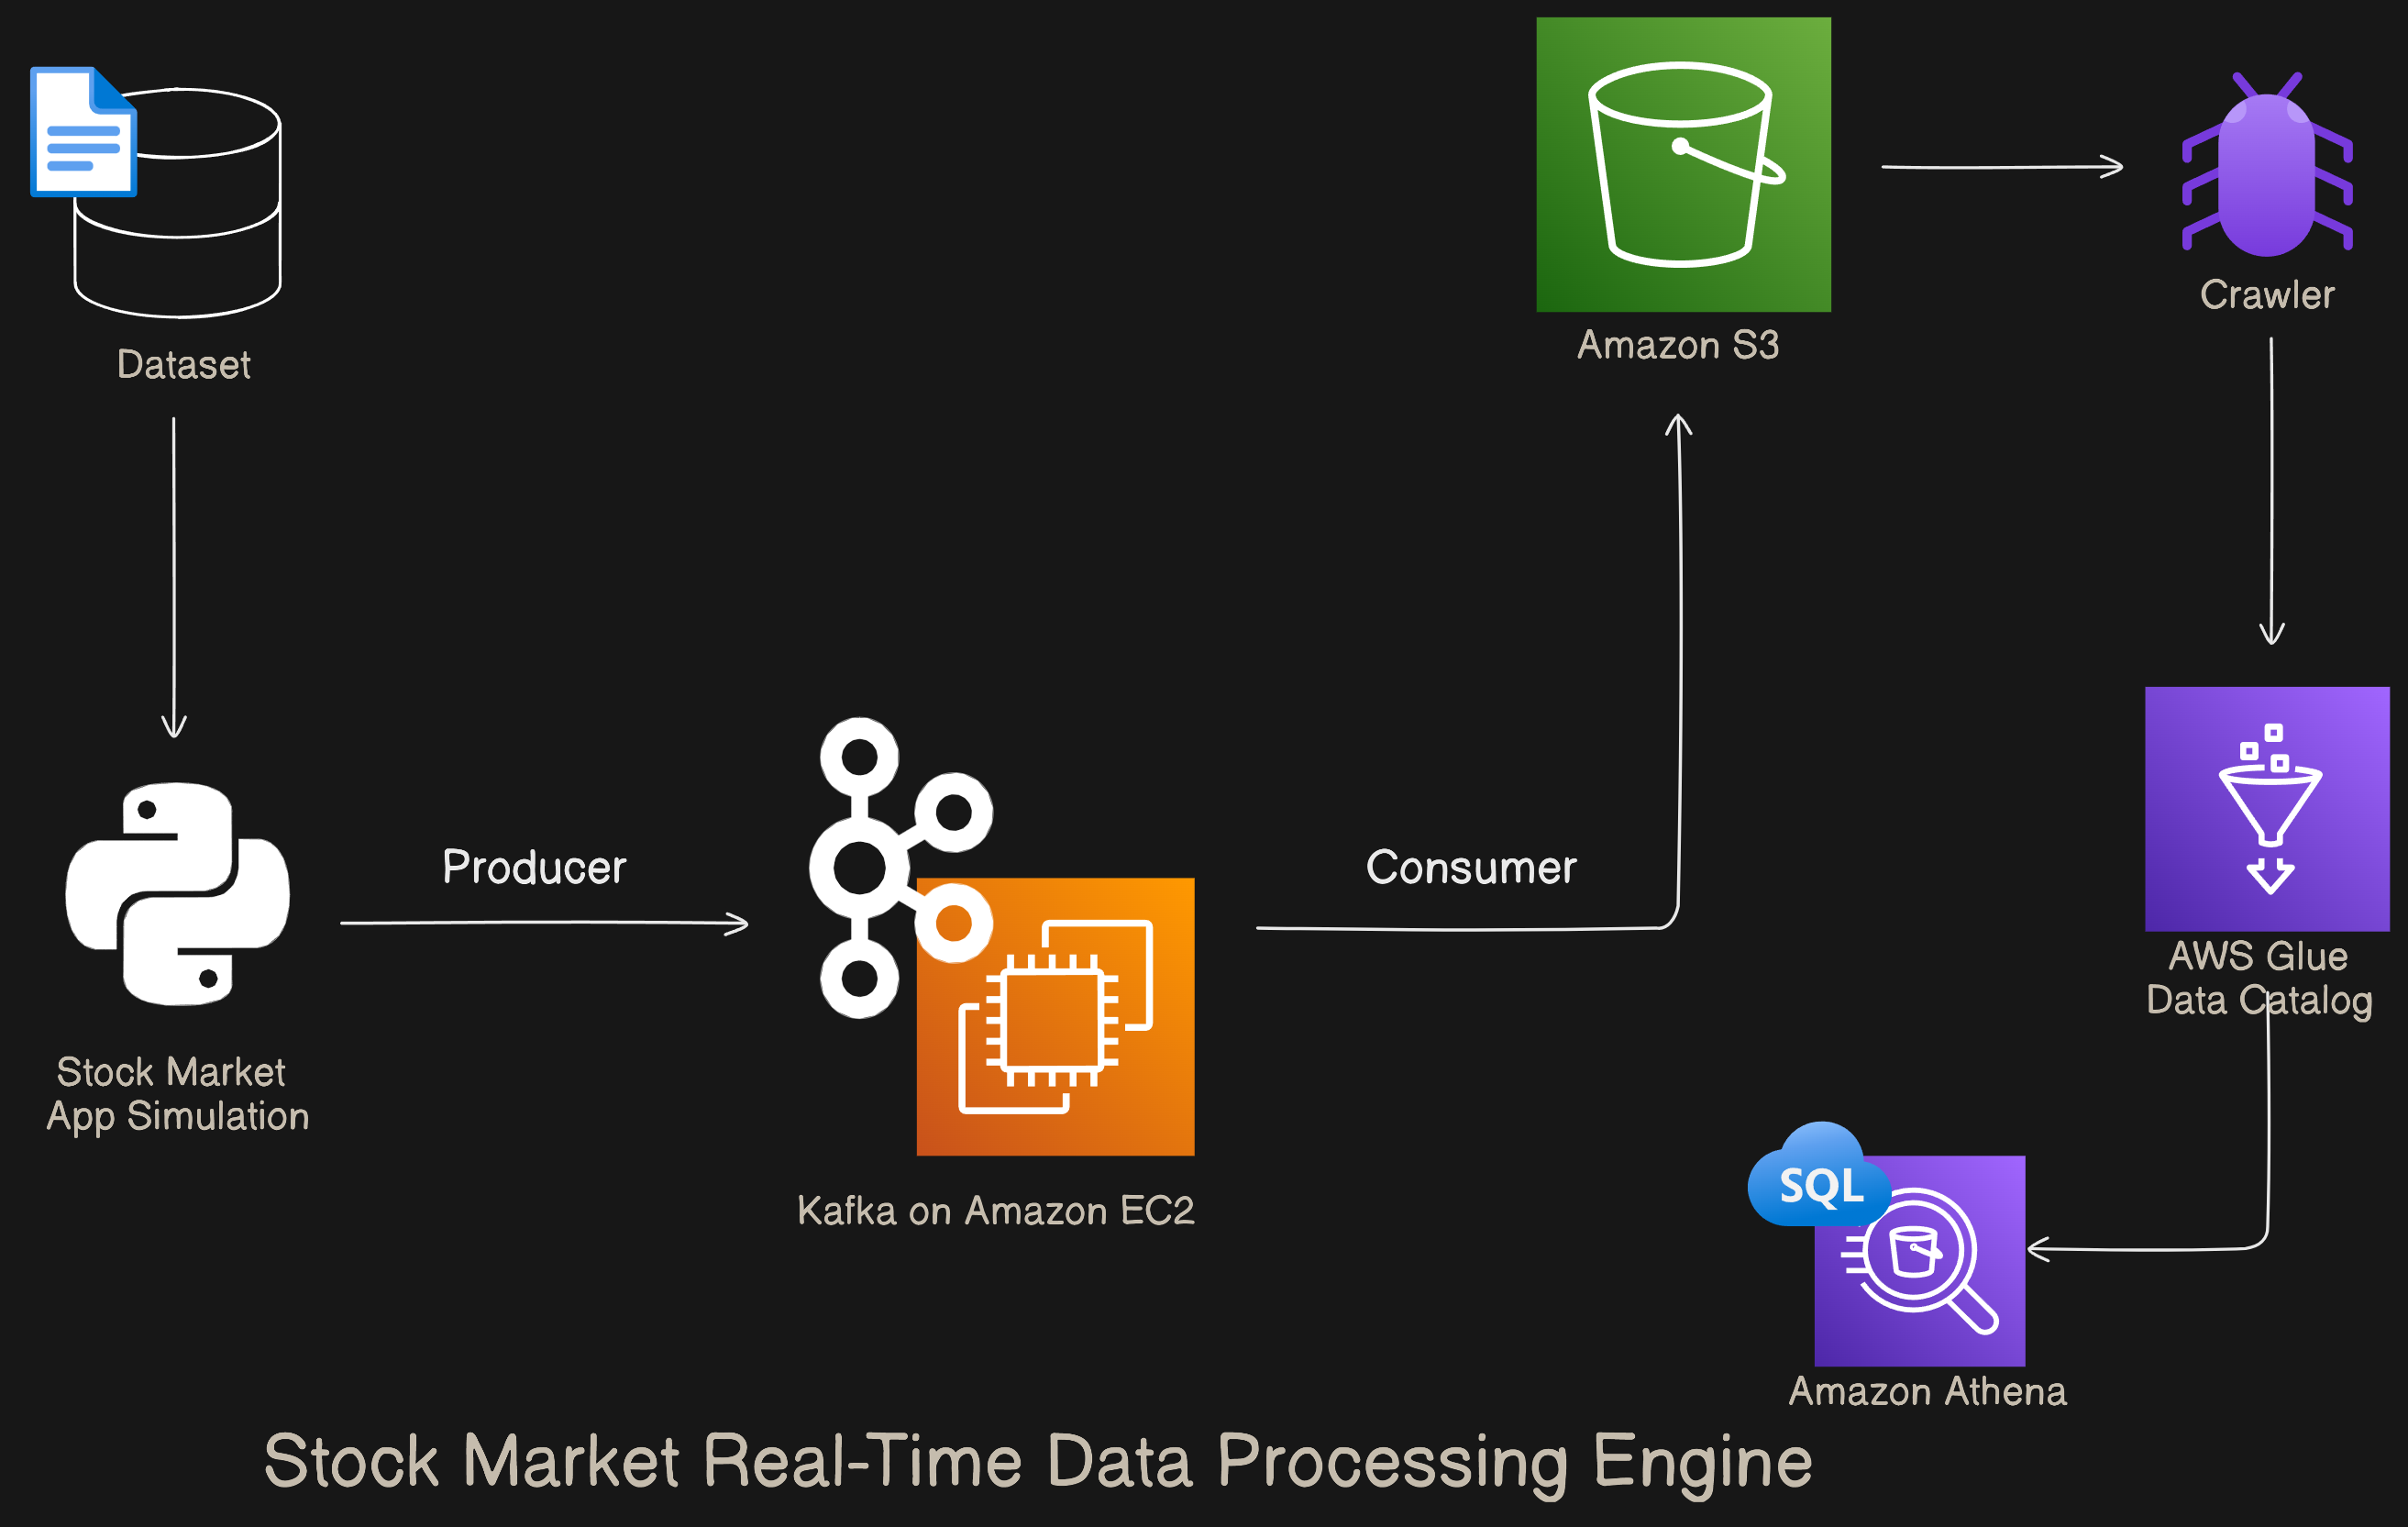 Dataset
Amazon S3
Crawler
Producer
Consumer
Stock Market
App Simulation
Kafka on Amazon EC2
AWS Glue
Data Catalog
SQL
Amazon Athena
Stock Market Real-Time Data Processing Engine